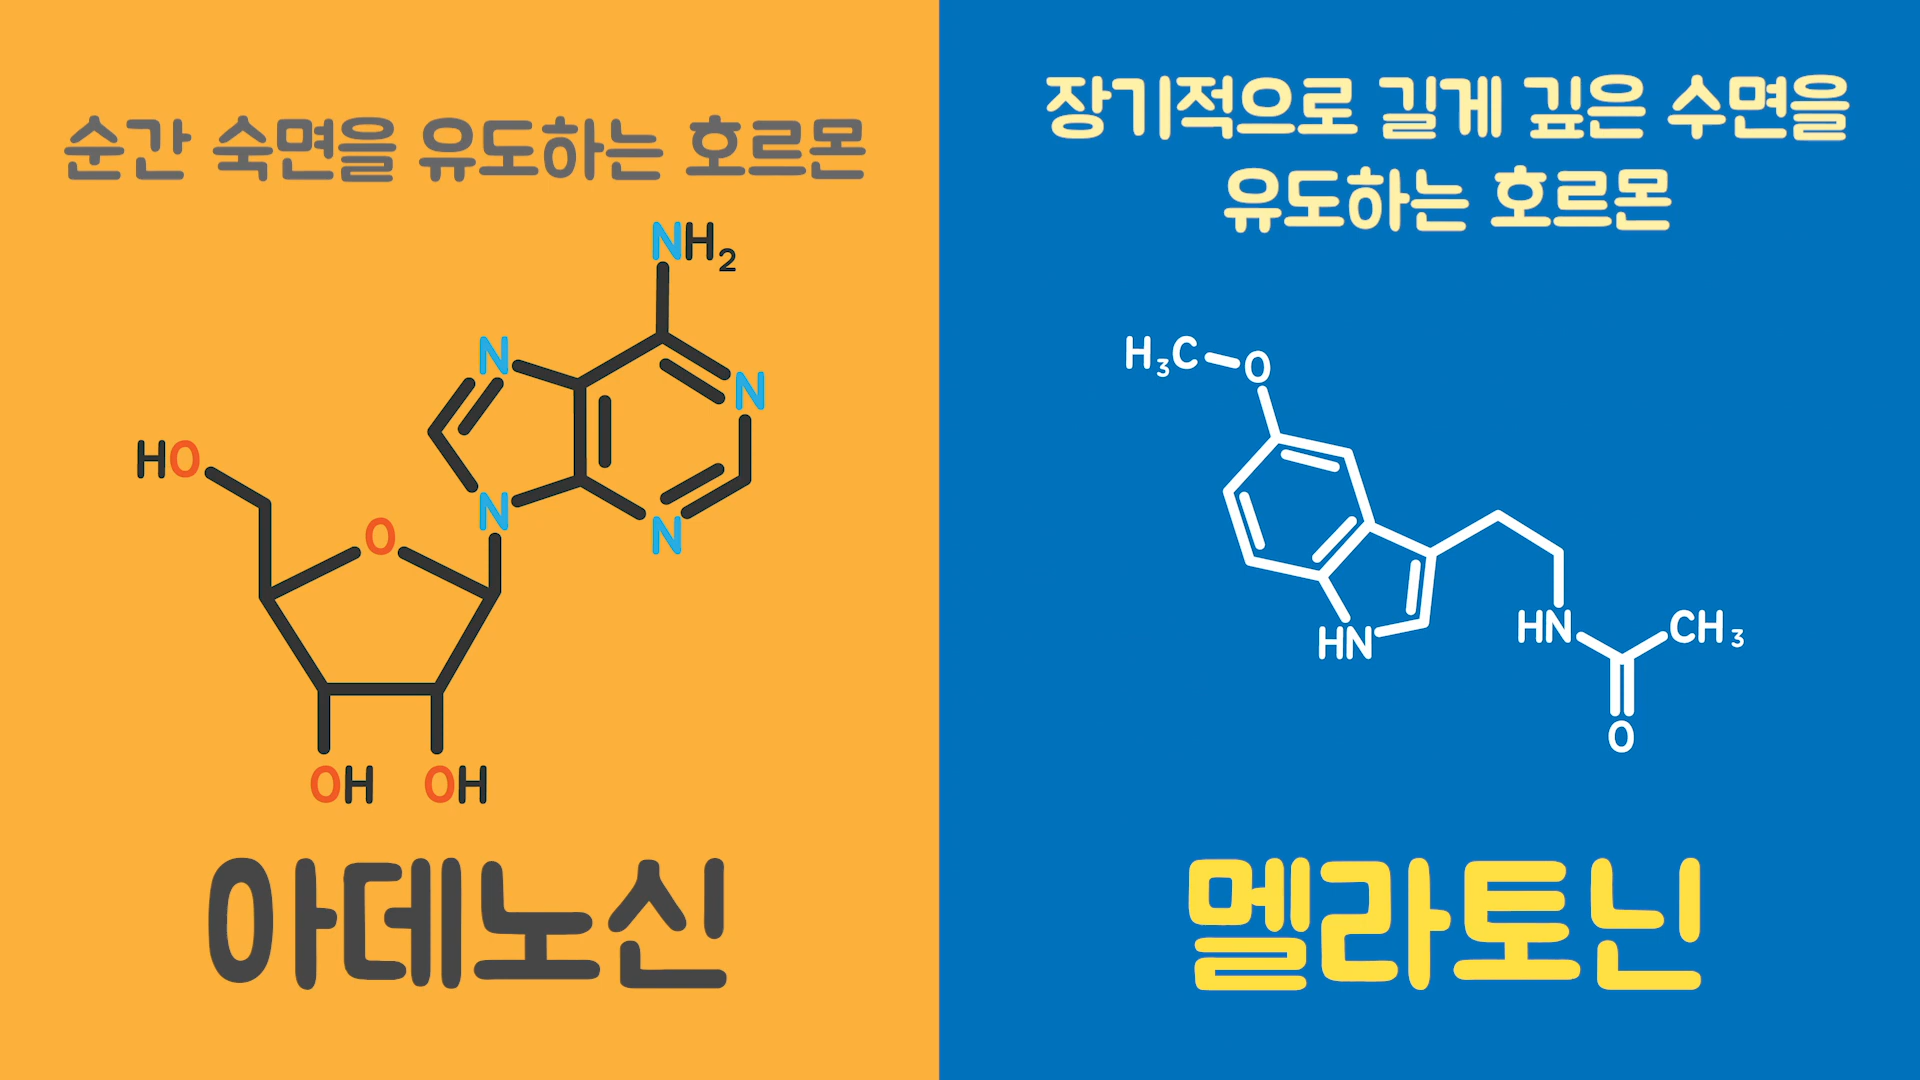 순간 숙면을 유도하는 호르몬
NH2
N
N
HO
N
O
N
OH OH
아데노신
장기적으로 길게 깊은 수면을
유도하는 호르몬
H3C
O
HN
CH3
HN
O
멜라토닌